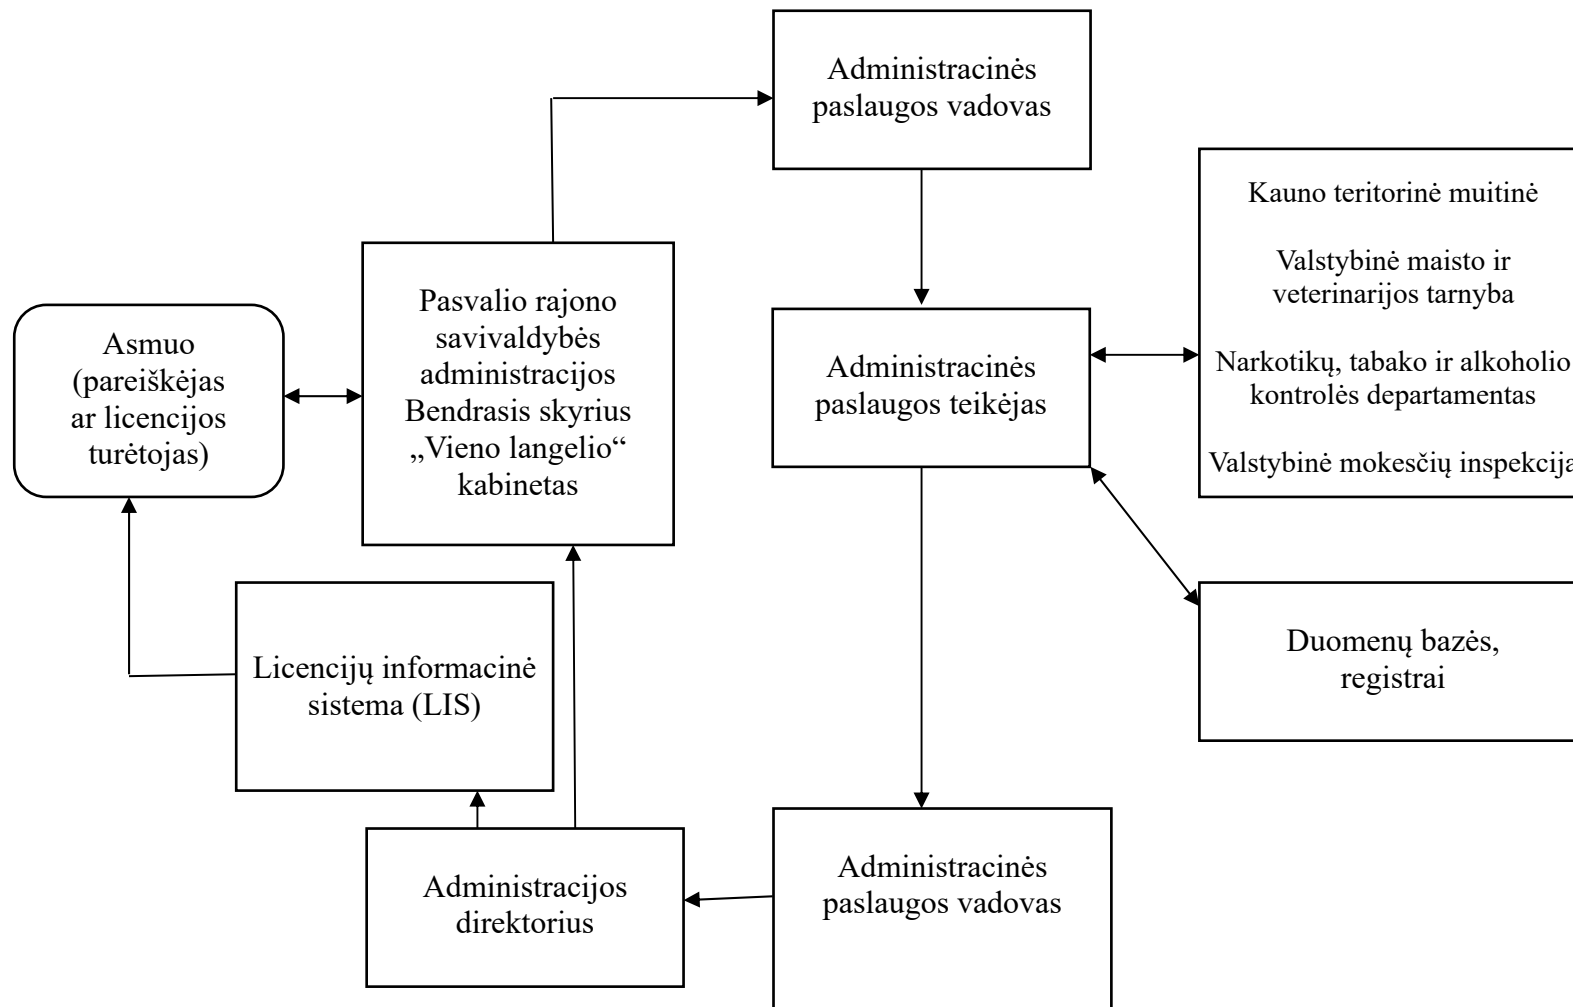 Administracinės
paslaugos vadovas
Kauno teritorinė muitinė
Valstybinė maisto ir
veterinarijos tarnyba
Narkotikų, tabako ir alkoholio
kontrolės departamentas
Valstybinė mokesčių inspekcija
Pasvalio rajono
savivaldybės
administracijos
Bendrasis skyrius
„Vieno langelio“
kabinetas
Asmuo
(pareiškėjas
ar licencijos
turėtojas)
Administracinės
paslaugos teikėjas
Licencijų informacinė
sistema (LIS)
Duomenų bazės,
registrai
Administracijos
direktorius
Administracinės
paslaugos vadovas